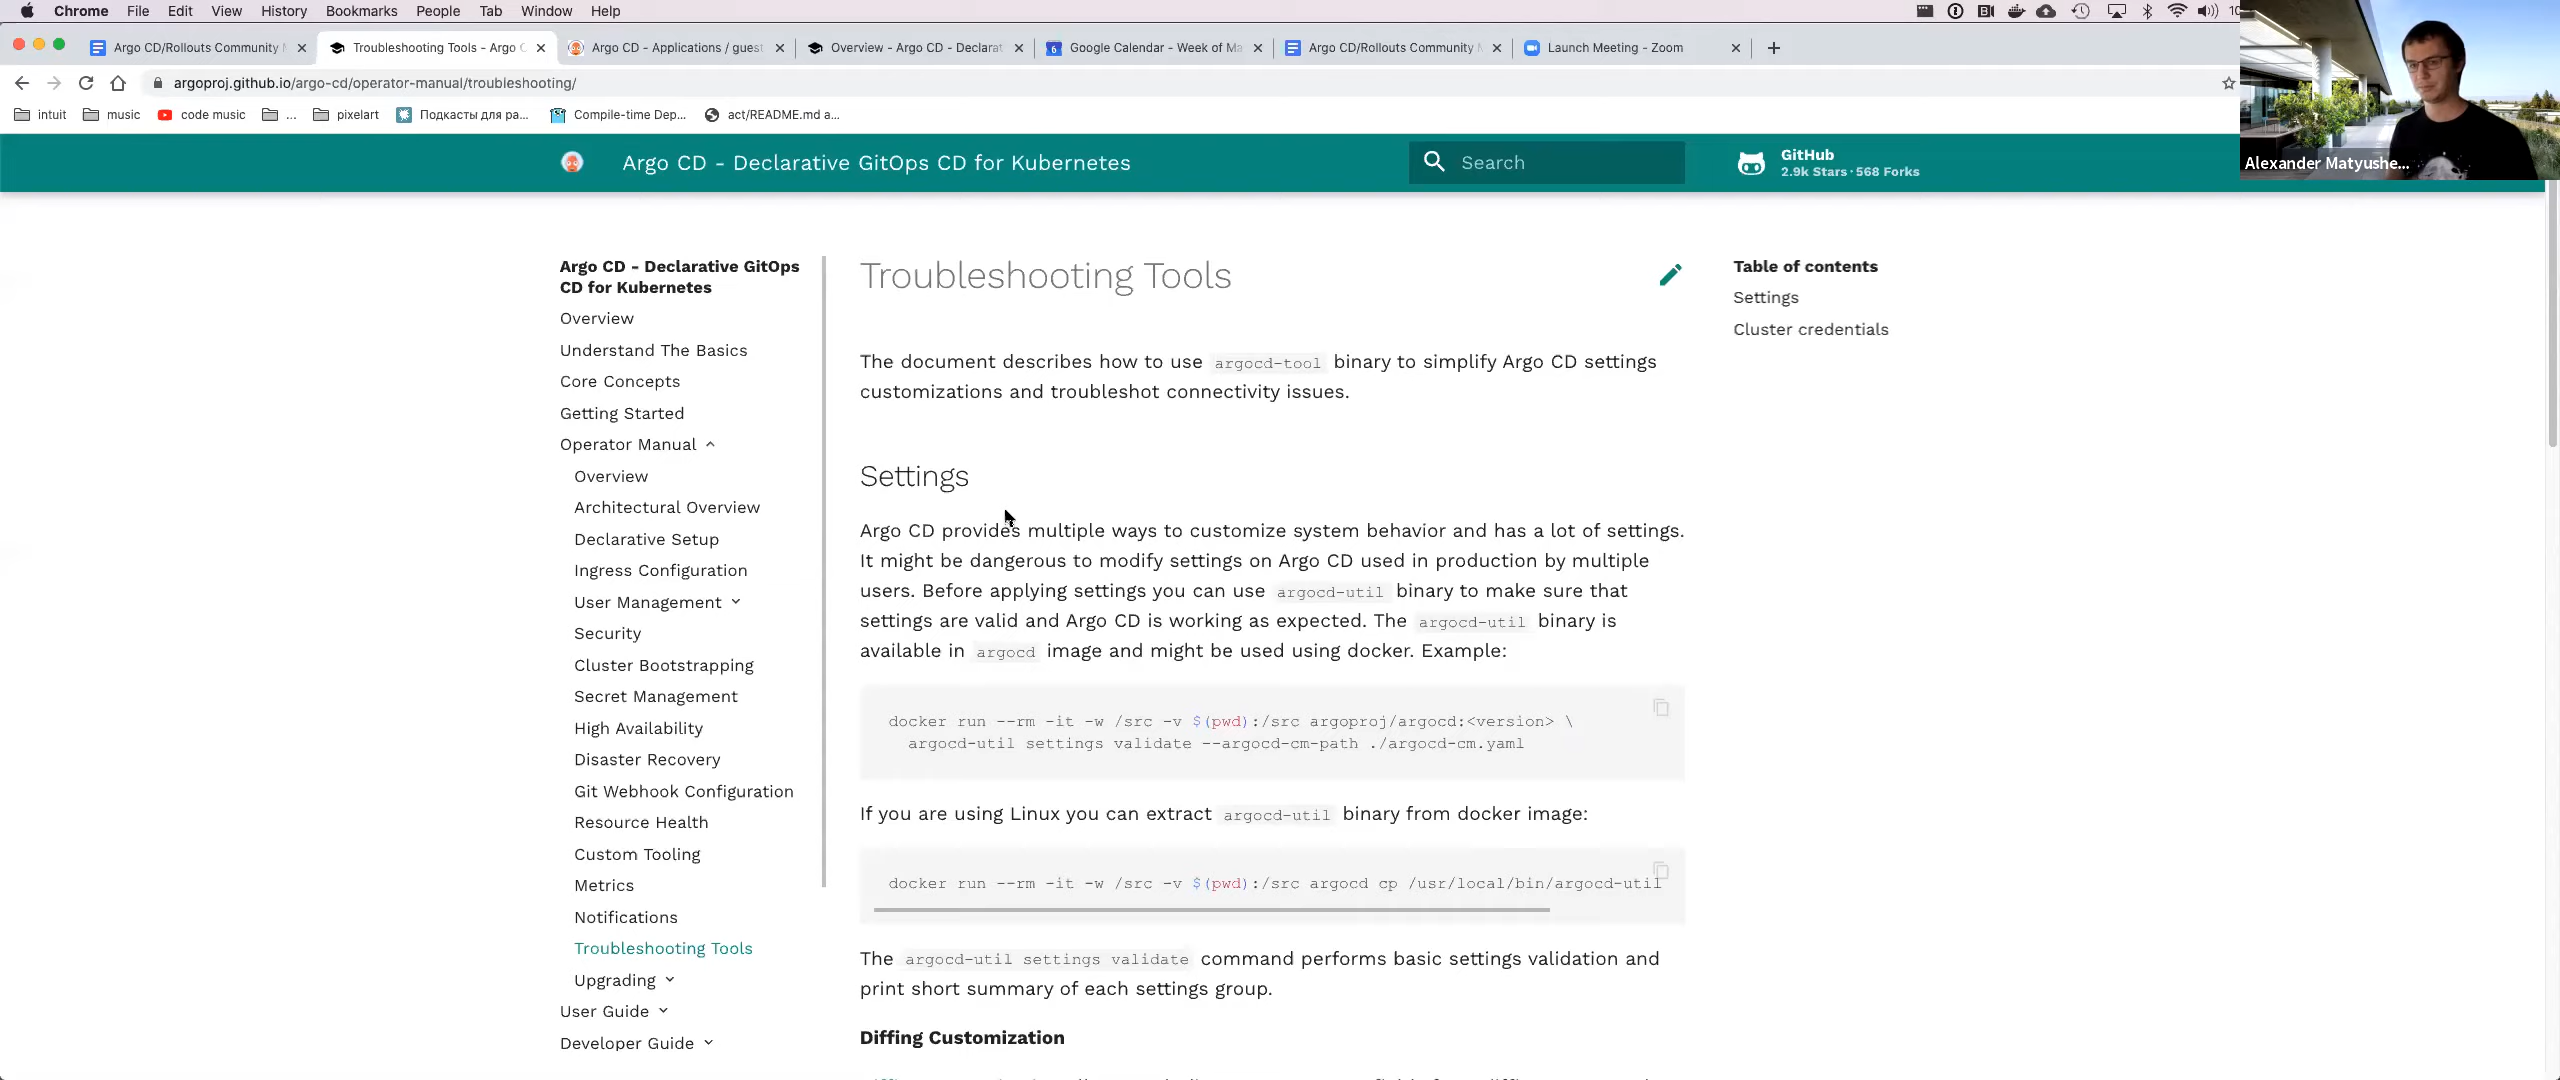 Chrome File Edit View History Bookmarks People Tab Window Help
Argo CD/Rollouts Community
Troubleshooting Tools - Argo C
Argo CD - Applications / guest
Overview - Argo CD - Declarat
Google Calendar - Week of Ma
Argo CD/Rollouts Community
Launch Meeting - Zoom
argoproj.github.io/argo-cd/operator-manual/troubleshooting/
intuit music code music ... pixelart Подкасты для ра... Compile-time Dep... act/README.md a...
Alexander Matyushe...
Argo CD - Declarative GitOps CD for Kubernetes
Search
GitHub
2.9k Stars · 568 Forks
Argo CD - Declarative GitOps
CD for Kubernetes
Overview
Understand The Basics
Core Concepts
Getting Started
Operator Manual
Overview
Architectural Overview
Declarative Setup
Ingress Configuration
User Management
Security
Cluster Bootstrapping
Secret Management
High Availability
Disaster Recovery
Git Webhook Configuration
Resource Health
Custom Tooling
Metrics
Notifications
Troubleshooting Tools
Upgrading
User Guide
Developer Guide
Troubleshooting Tools
The document describes how to use argocd-tool binary to simplify Argo CD settings
customizations and troubleshot connectivity issues.
Settings
Argo CD provides multiple ways to customize system behavior and has a lot of settings.
It might be dangerous to modify settings on Argo CD used in production by multiple
users. Before applying settings you can use argocd-util binary to make sure that
settings are valid and Argo CD is working as expected. The argocd-util binary is
available in argocd image and might be used using docker. Example:
docker run --rm -it -w /src -v $(pwd):/src argoproj/argocd:<version> \
argocd-util settings validate --argocd-cm-path ./argocd-cm.yaml
If you are using Linux you can extract argocd-util binary from docker image:
docker run --rm -it -w /src -v $(pwd):/src argocd cp /usr/local/bin/argocd-util
The argocd-util settings validate command performs basic settings validation and
print short summary of each settings group.
Diffing Customization
Table of contents
Settings
Cluster credentials